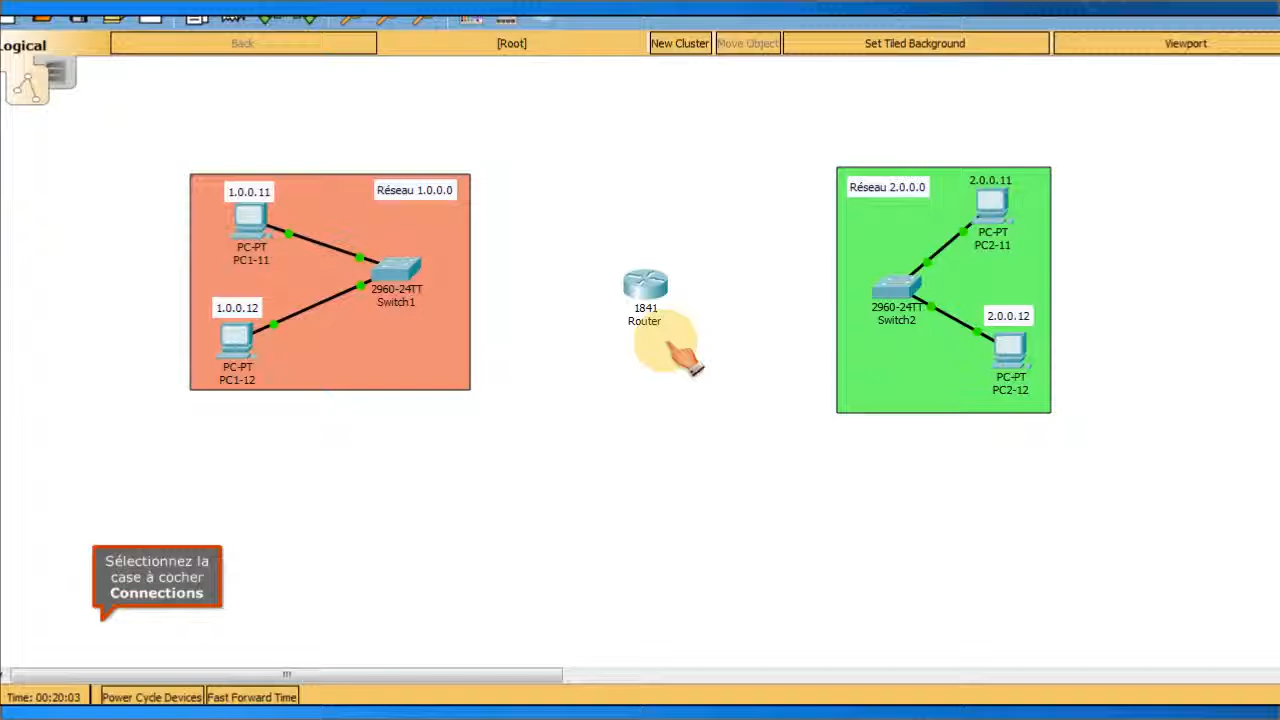 Logical
Back
[Root]
New Cluster
Move Object
Set Tiled Background
Viewport
1.0.0.11
Réseau 1.0.0.0
PC-PT
PC1-11
2960-24TT
Switch1
1.0.0.12
PC-PT
PC1-12
1841
Router
Réseau 2.0.0.0
2.0.0.11
PC-PT
PC2-11
2960-24TT
Switch2
2.0.0.12
PC-PT
PC2-12
Sélectionnez la
case à cocher
Connections
Time: 00:20:03
Power Cycle Devices
Fast Forward Time